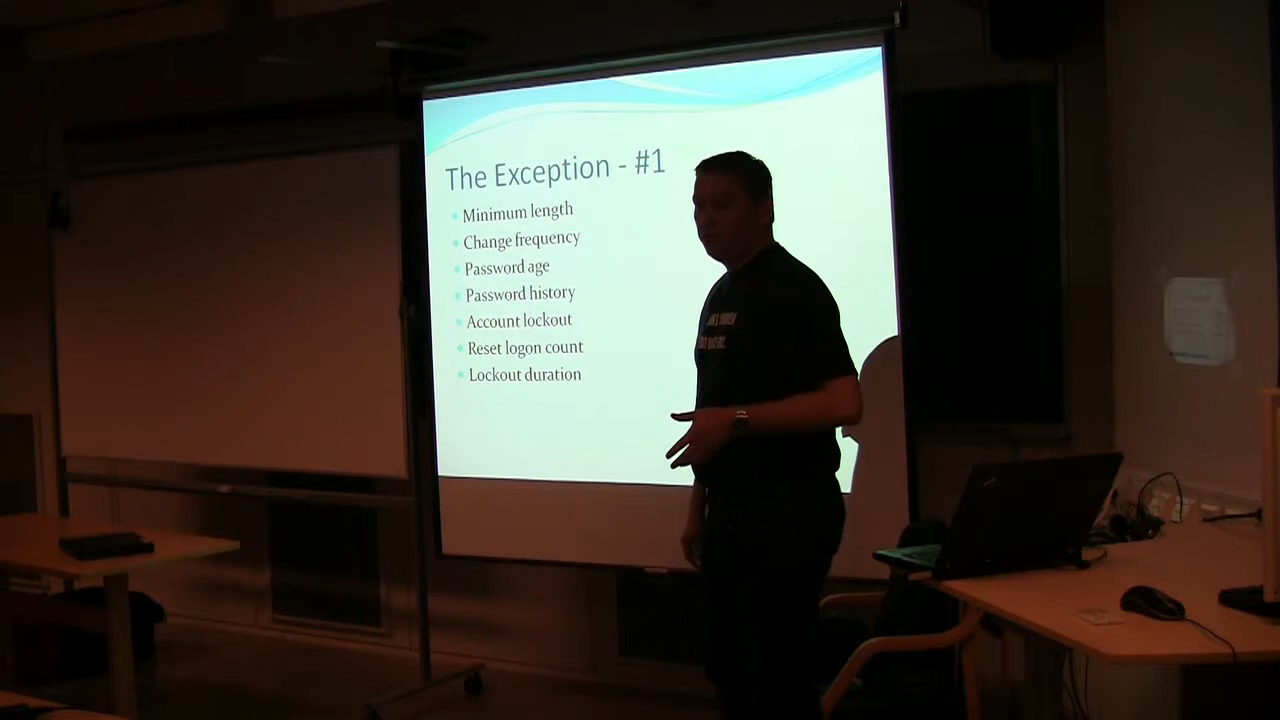 The Exception - #1
Minimum length
Change frequency
Password age
Password history
Account lockout
Reset logon count
Lockout duration